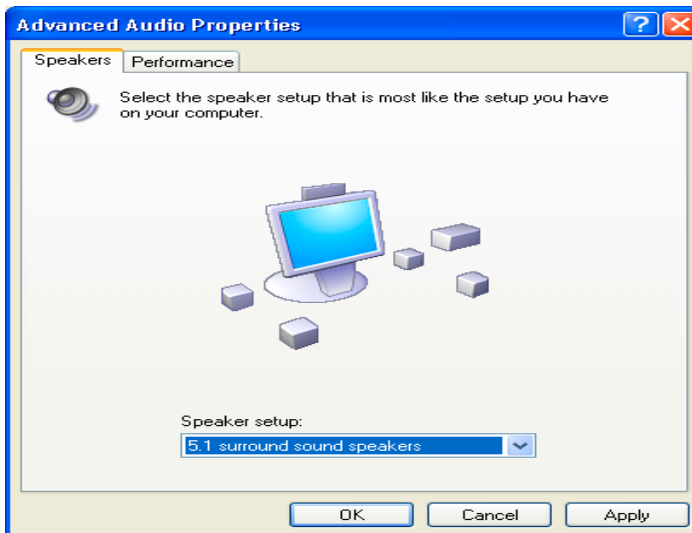 Advanced Audio Properties
Speakers
Performance
Select the speaker setup that is most like the setup you have
on your computer.
Speaker setup:
5.1 surround sound speakers
OK
Cancel
Apply